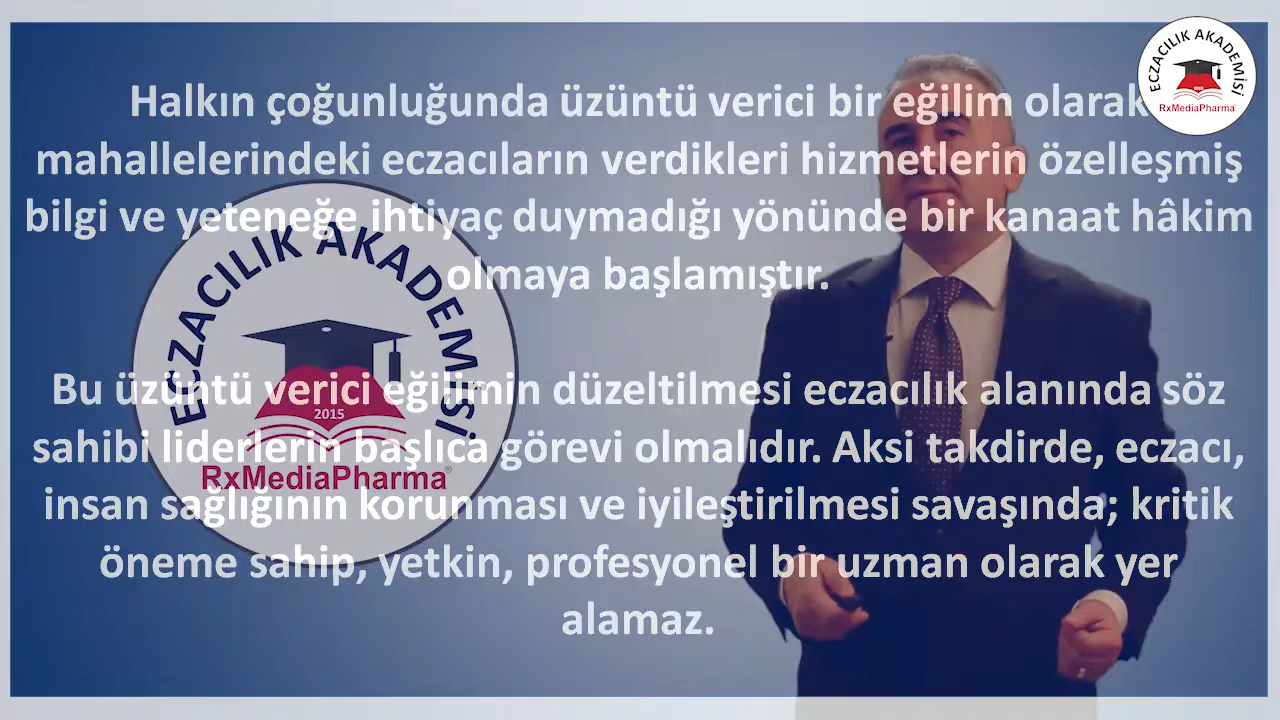 Halkın çoğunluğunda üzüntü verici bir eğilim olarak
mahallelerindeki eczacıların verdikleri hizmetlerin özelleşmiş
bilgi ve yeteneğe ihtiyaç duymadığı yönünde bir kanaat hâkim
olmaya başlamıştır.
Bu üzüntü verici eğilimin düzeltilmesi eczacılık alanında söz
sahibi liderlerin başlıca görevi olmalıdır. Aksi takdirde, eczacı,
insan sağlığının korunması ve iyileştirilmesi savaşında; kritik
öneme sahip, yetkin, profesyonel bir uzman olarak yer
alamaz.
ECZACILIK AKADEMİSİ
2015
RxMediaPharma®
ECZACILIK AKADEMİSİ
2015
RxMediaPharma